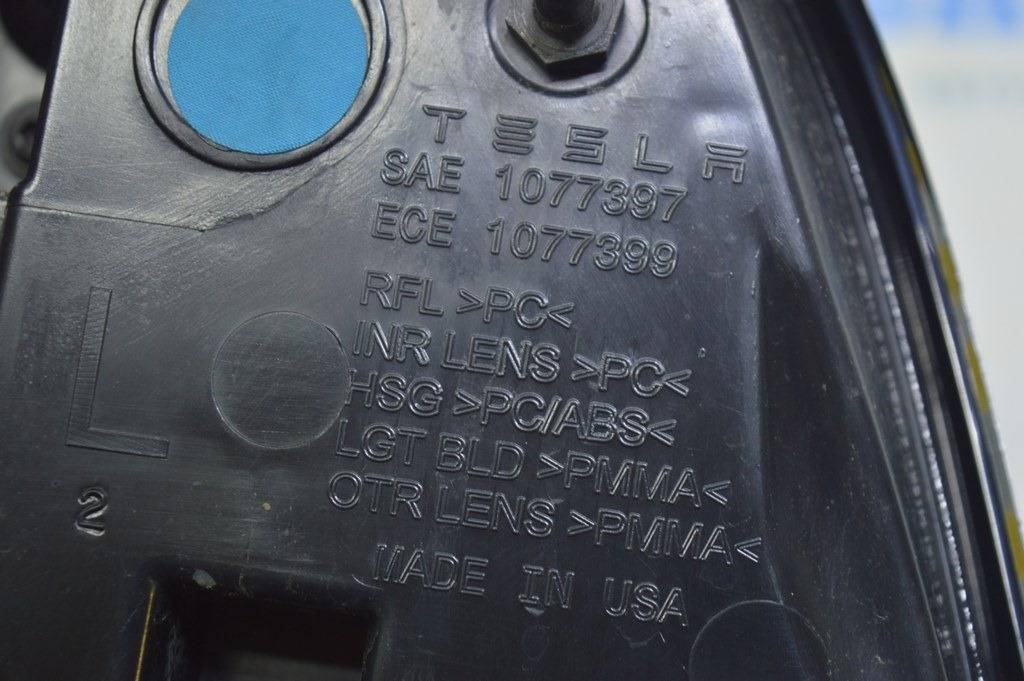 TESLA
SAE 1077397
ECE 1077399
RFL >PC<
INR LENS >PC<
HSG >PC/ABS<
LGT BLD >PMMA<
OTR LENS >PMMA<
MADE IN USA
L
2